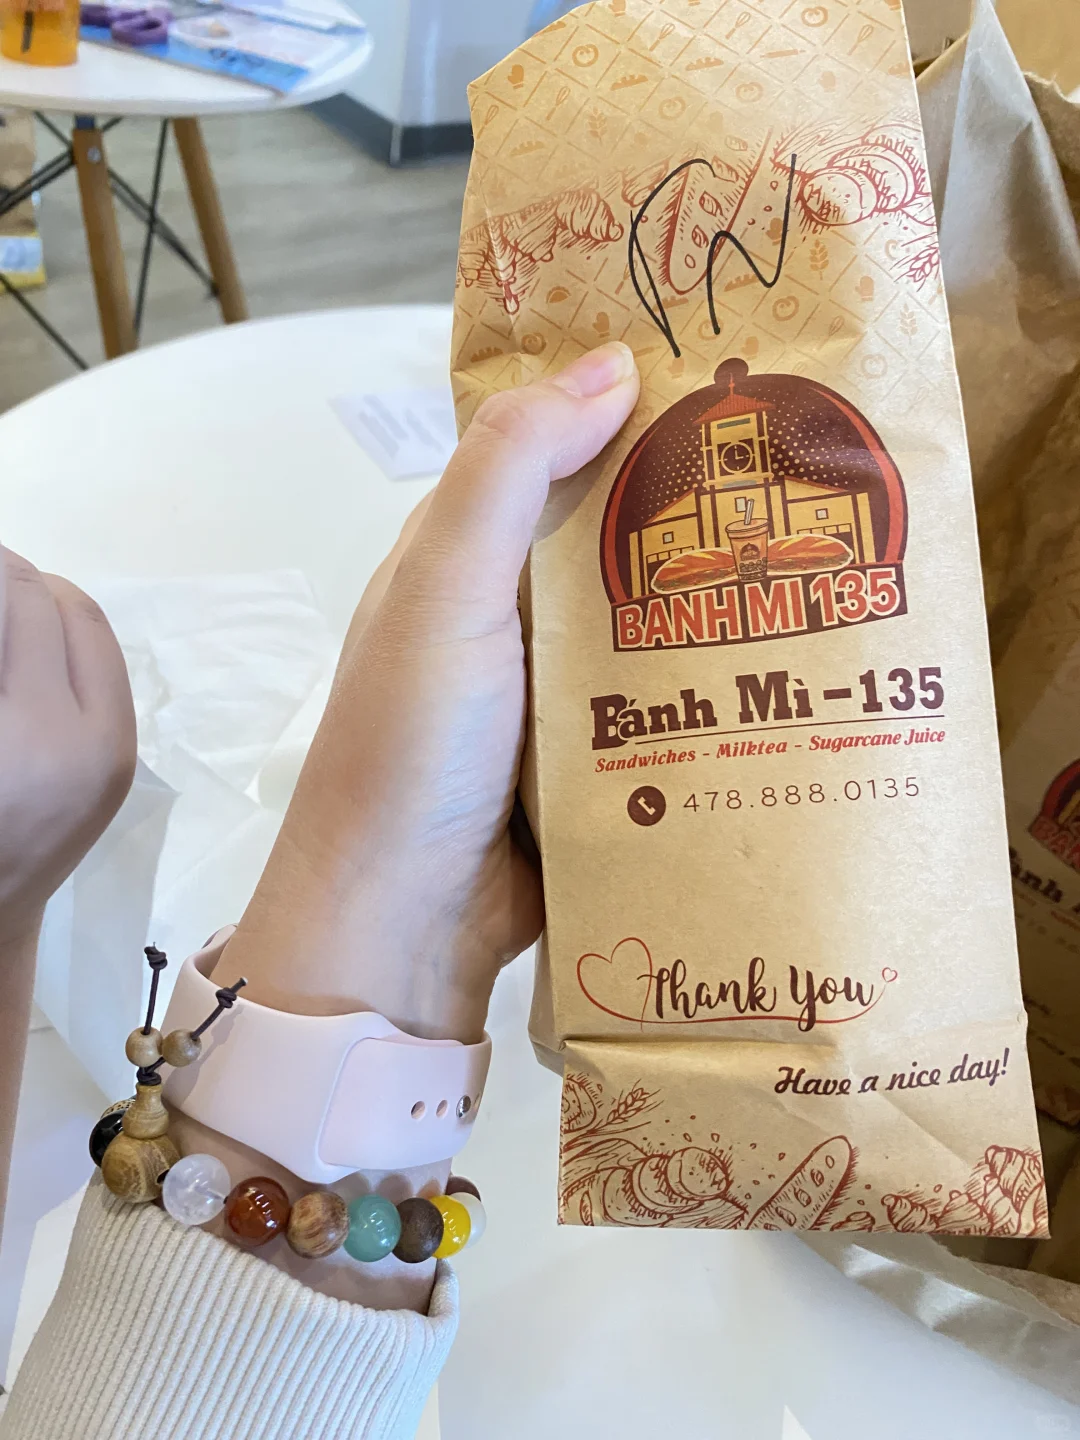 BANH MI 135
Bánh Mì - 135
Sandwiches - Milktea - Sugarcane Juice
478.888.0135
Thank You
Have a nice day!